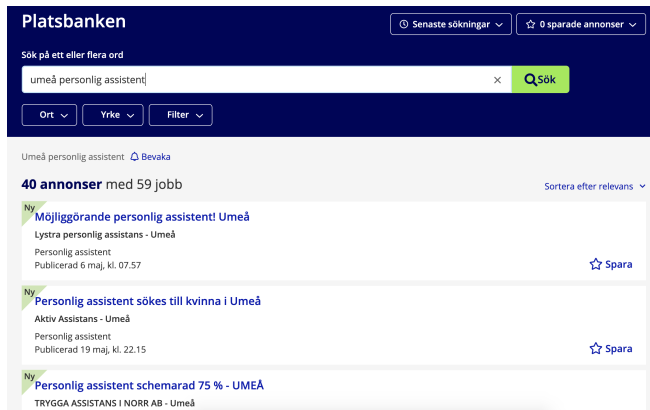 Platsbanken
Senaste sökningar
0 sparade annonser
Sök på ett eller flera ord
umeå personlig assistent
Sök
Ort
Yrke
Filter
Umeå personlig assistent Bevaka
40 annonser med 59 jobb
Sortera efter relevans
Ny
Möjliggörande personlig assistent! Umeå
Lystra personlig assistans - Umeå
Personlig assistent
Publicerad 6 maj, kl. 07.57
Spara
Ny
Personlig assistent sökes till kvinna i Umeå
Aktiv Assistans - Umeå
Personlig assistent
Publicerad 19 maj, kl. 22.15
Spara
Ny
Personlig assistent schemarad 75 % - UMEÅ
TRYGGA ASSISTANS I NORR AB - Umeå